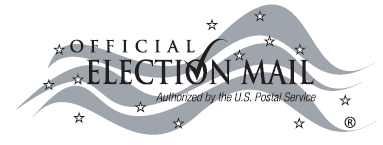 OFFICIAL
ELECTION MAIL
Authorized by the U.S. Postal Service
®